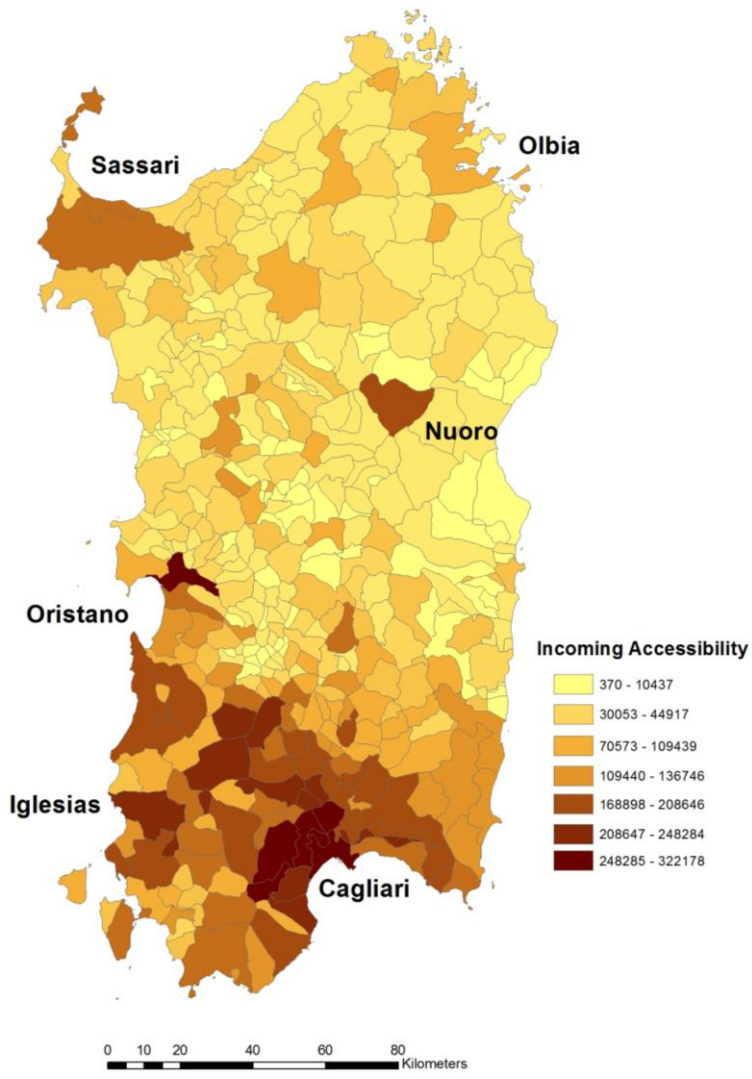 Sassari
Olbia
Nuoro
Oristano
Incoming Accessibility
370 - 10437
30053 - 44917
70573 - 109439
109440 - 136746
168898 - 208646
208647 - 248284
248285 - 322178
Iglesias
Cagliari
0 10 20 40 60 80
Kilometers